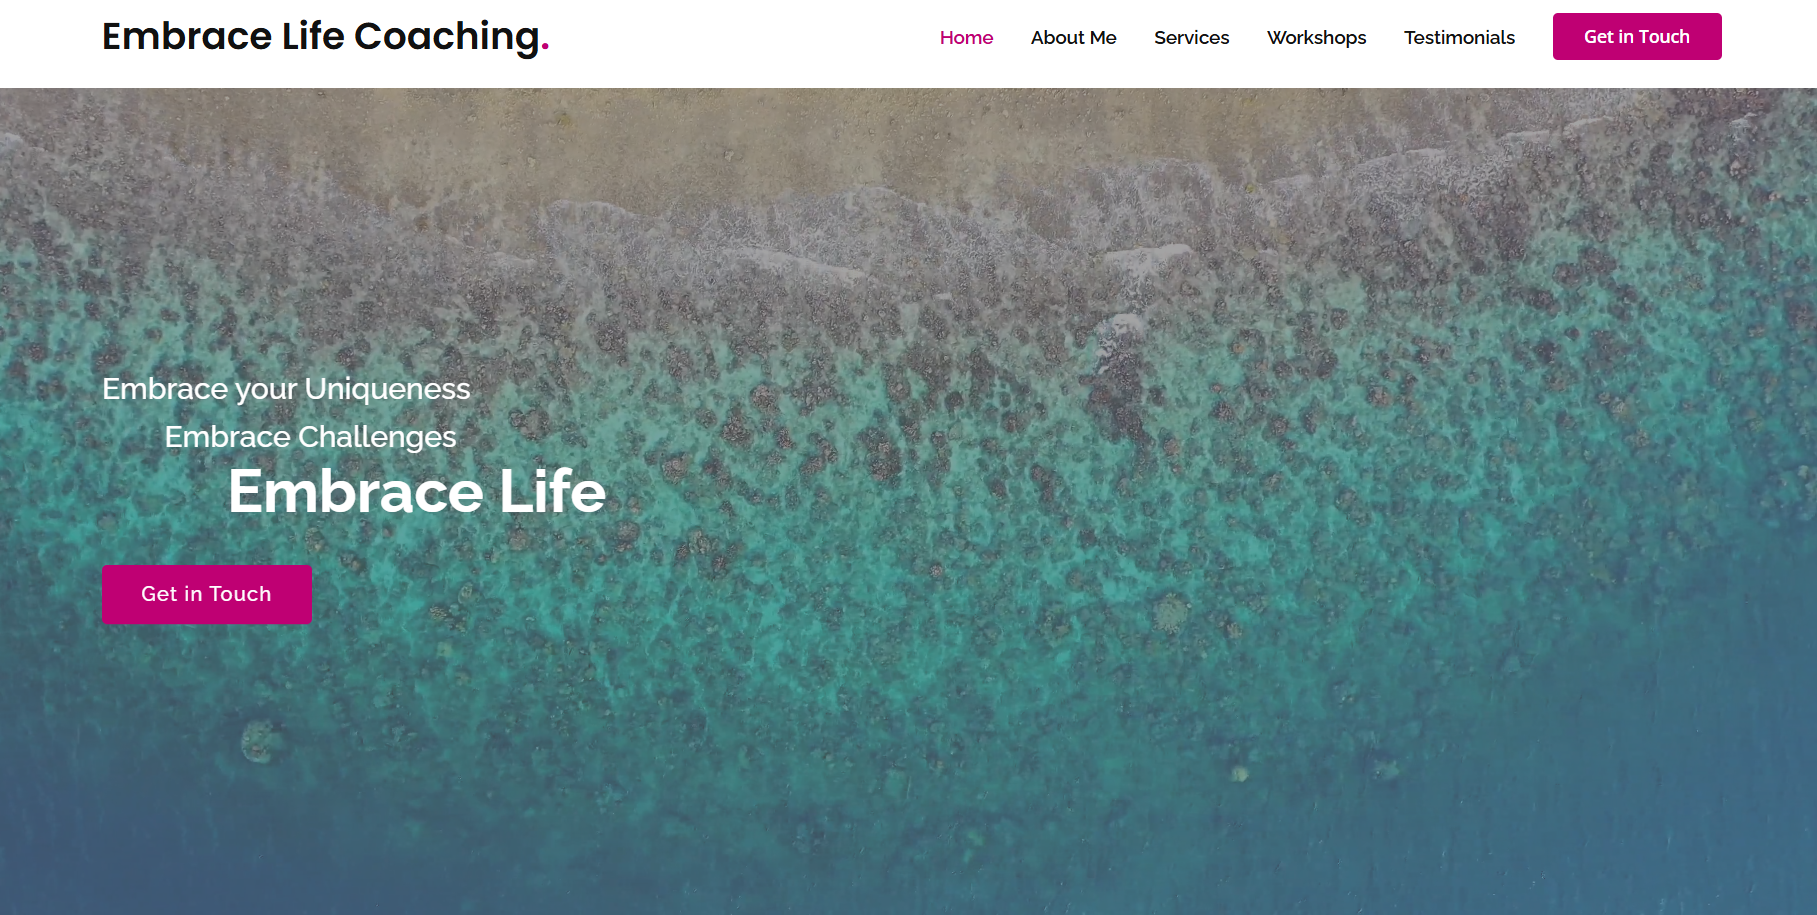 Embrace Life Coaching.
Home About Me Services Workshops Testimonials Get in Touch
Embrace your Uniqueness
Embrace Challenges
Embrace Life
Get in Touch